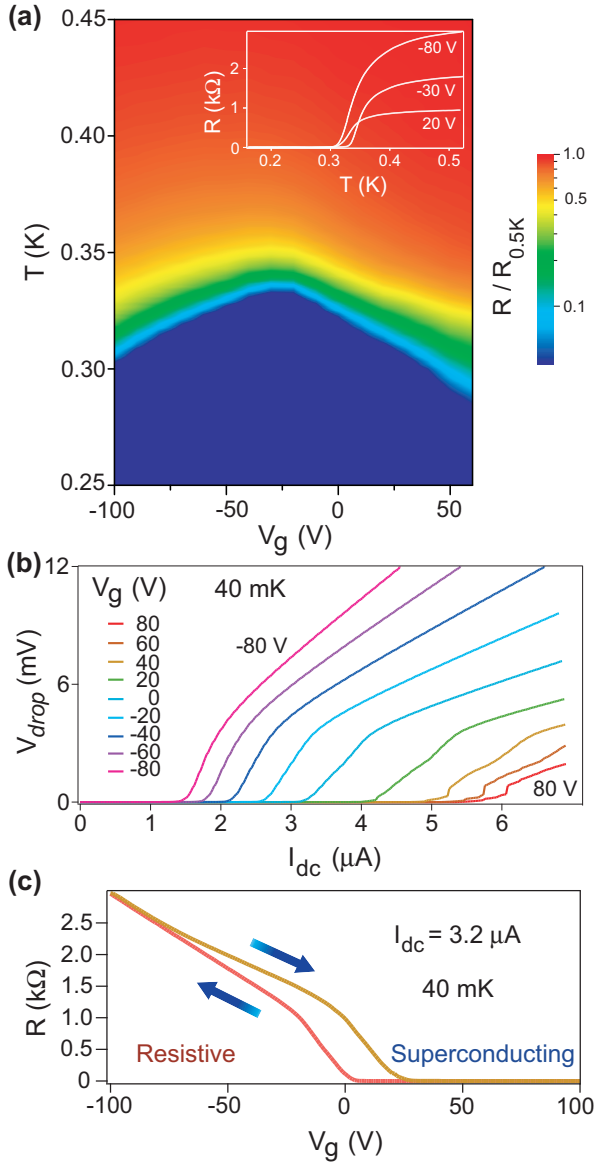 (a)
0.45
0.40
0.35
0.30
0.25
T (K)
-100
-50
0
50
Vg (V)
R (kΩ)
2
1
0
0.2
0.3
0.4
0.5
T (K)
-80 V
-30 V
20 V
1.0
0.5
0.1
R / R0.5K
(b)
Vg (V)
80
60
40
20
0
-20
-40
-60
-80
40 mK
-80 V
80 V
12
6
0
Vdrop (mV)
0 1 2 3 4 5 6
Idc (μA)
(c)
2.5
2.0
1.5
1.0
0.5
0
R (kΩ)
Idc = 3.2 μA
40 mK
Resistive
Superconducting
-100 -50 0 50 100
Vg (V)